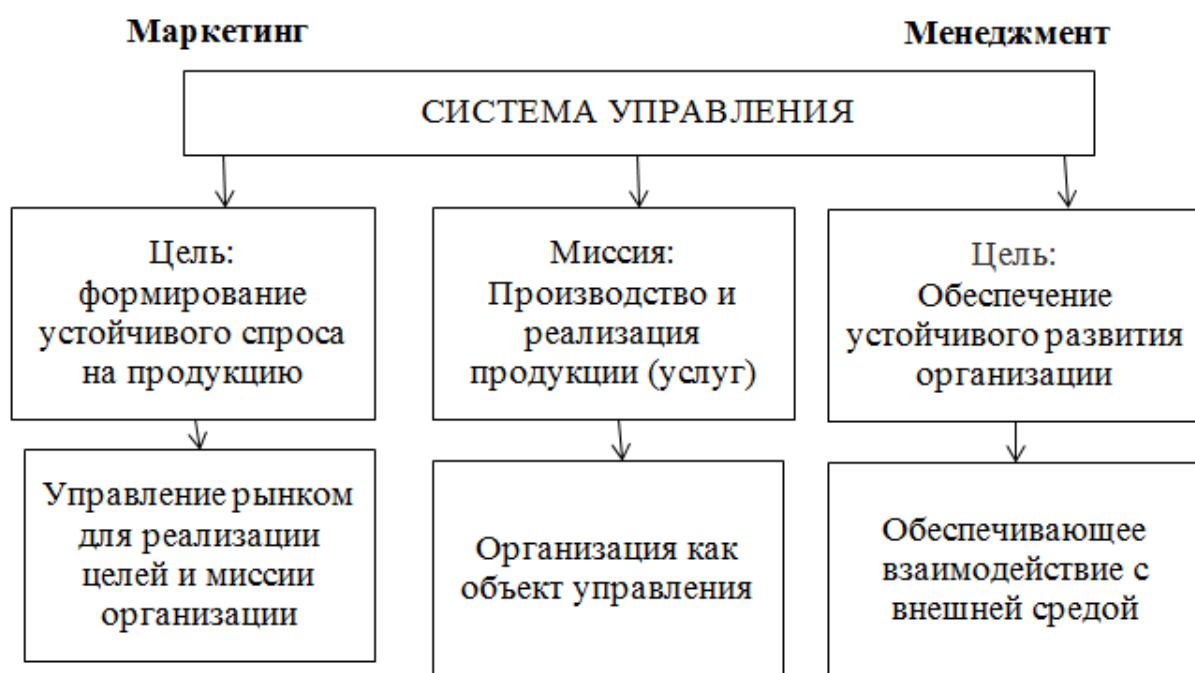 Маркетинг
Менеджмент
СИСТЕМА УПРАВЛЕНИЯ
Цель:
формирование
устойчивого спроса
на продукцию
Миссия:
Производство и
реализация
продукции (услуг)
Цель:
Обеспечение
устойчивого развития
организации
Управление рынком
для реализации
целей и миссии
организации
Организация как
объект управления
Обеспечивающее
взаимодействие с
внешней средой